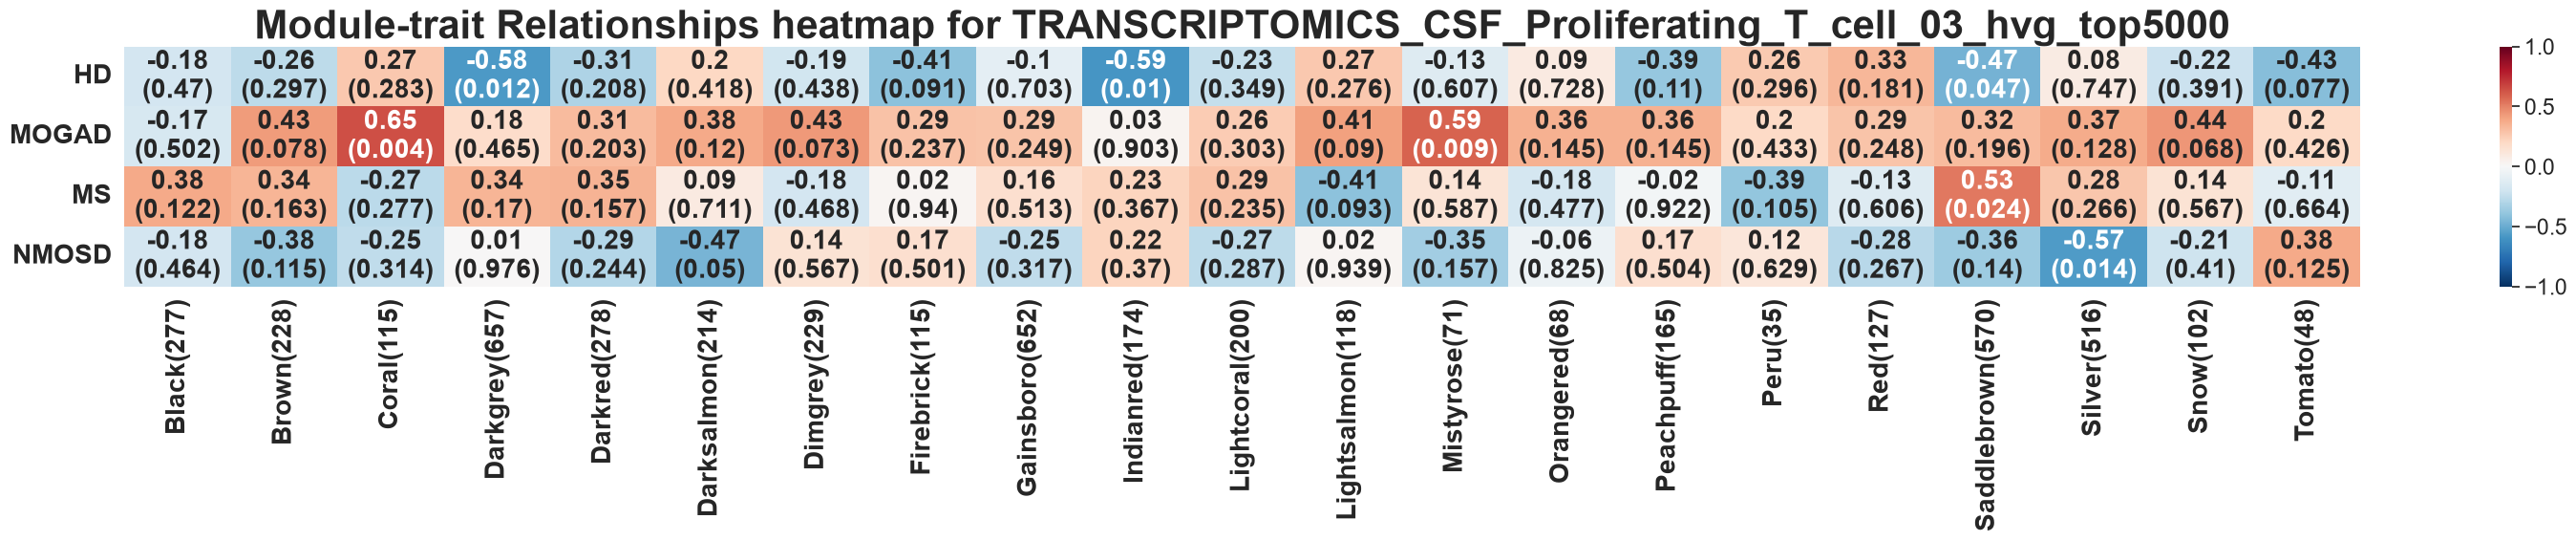 Module-trait Relationships heatmap for TRANSCRIPTOMICS_CSF_Proliferating_T_cell_03_hvg_top5000
HD -0.18 -0.26 0.27 -0.58 -0.31 0.2 -0.19 -0.41 -0.1 -0.59 -0.23 0.27 -0.13 0.09 -0.39 0.26 0.33 -0.47 0.08 -0.22 -0.43
(0.47) (0.297) (0.283) (0.012) (0.208) (0.418) (0.438) (0.091) (0.703) (0.01) (0.349) (0.276) (0.607) (0.728) (0.11) (0.296) (0.181) (0.047) (0.747) (0.391) (0.077)
MOGAD -0.17 0.43 0.65 0.18 0.31 0.38 0.43 0.29 0.29 0.03 0.26 0.41 0.59 0.36 0.36 0.2 0.29 0.32 0.37 0.44 0.2
(0.502) (0.078) (0.004) (0.465) (0.203) (0.12) (0.073) (0.237) (0.249) (0.903) (0.303) (0.09) (0.009) (0.145) (0.145) (0.433) (0.248) (0.196) (0.128) (0.068) (0.426)
MS 0.38 0.34 -0.27 0.34 0.35 0.09 -0.18 0.02 0.16 0.23 0.29 -0.41 0.14 -0.18 -0.02 -0.39 -0.13 0.53 0.28 0.14 -0.11
(0.122) (0.163) (0.277) (0.17) (0.157) (0.711) (0.468) (0.94) (0.513) (0.367) (0.235) (0.093) (0.587) (0.477) (0.922) (0.105) (0.606) (0.024) (0.266) (0.567) (0.664)
NMOSD -0.18 -0.38 -0.25 0.01 -0.29 -0.47 0.14 0.17 -0.25 0.22 -0.27 0.02 -0.35 -0.06 0.17 0.12 -0.28 -0.36 -0.57 -0.21 0.38
(0.464) (0.115) (0.314) (0.976) (0.244) (0.05) (0.567) (0.501) (0.317) (0.37) (0.287) (0.939) (0.157) (0.825) (0.504) (0.629) (0.267) (0.14) (0.014) (0.41) (0.125)
Black(277)
Brown(228)
Coral(115)
Darkgrey(657)
Darkred(278)
Darksalmon(214)
Dimgrey(229)
Firebrick(115)
Gainsboro(652)
Indianred(174)
Lightcoral(200)
Lightsalmon(118)
Mistyrose(71)
Orangered(68)
Peachpuff(165)
Peru(35)
Red(127)
Saddlebrown(570)
Silver(516)
Snow(102)
Tomato(48)
1.0
0.5
0.0
−0.5
−1.0